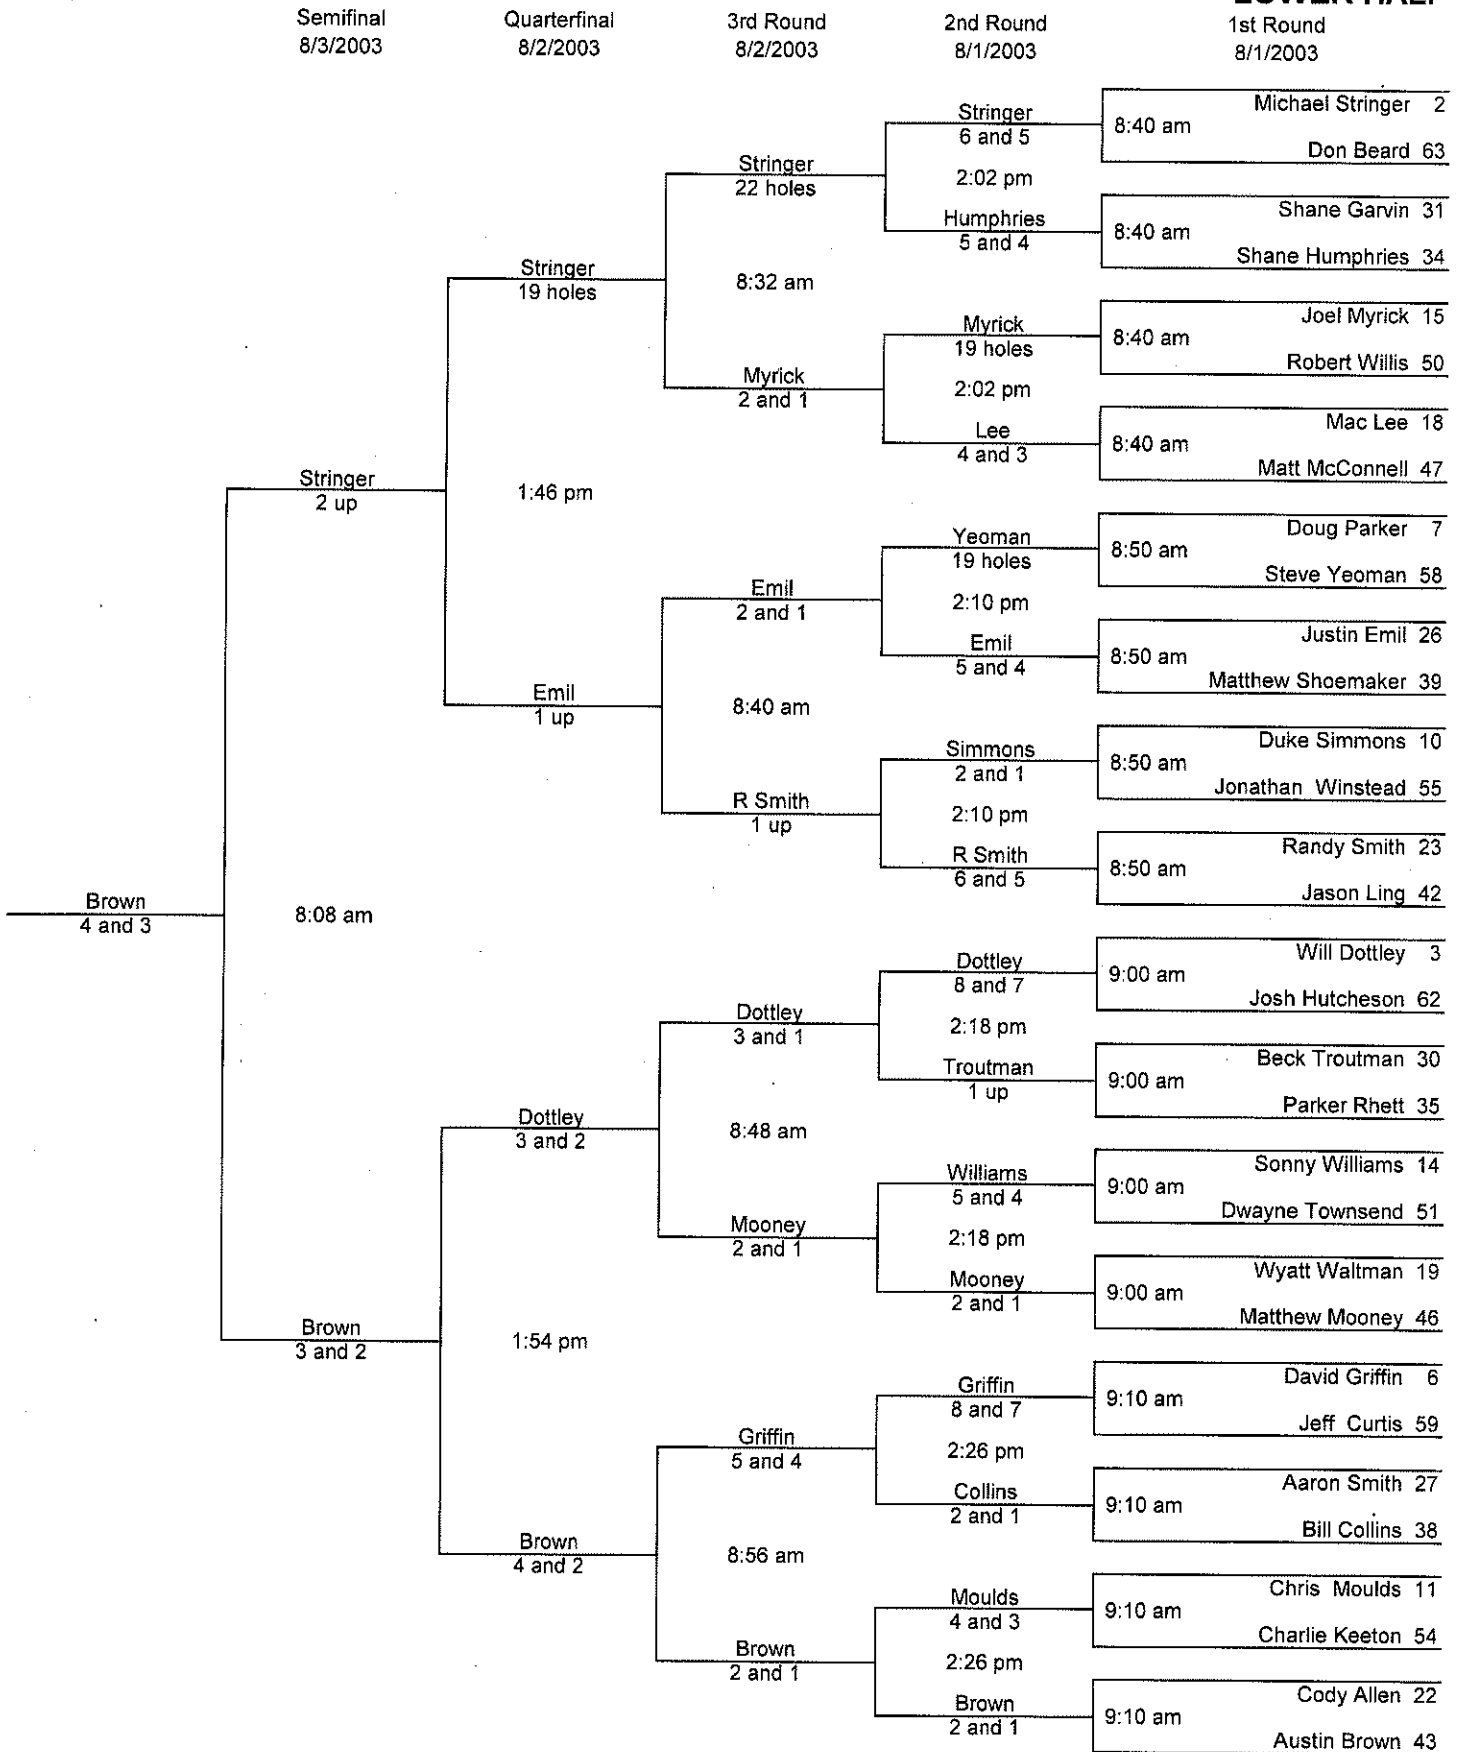 Semifinal
8/3/2003
Quarterfinal
8/2/2003
3rd Round
8/2/2003
2nd Round
8/1/2003
1st Round
8/1/2003
Michael Stringer 2
8:40 am
Don Beard 63
Stringer
6 and 5
2:02 pm
Stringer
22 holes
Shane Garvin 31
8:40 am
Shane Humphries 34
Humphries
5 and 4
Stringer
19 holes
8:32 am
Joel Myrick 15
8:40 am
Robert Willis 50
Myrick
19 holes
2:02 pm
Myrick
2 and 1
Mac Lee 18
8:40 am
Matt McConnell 47
Lee
4 and 3
Stringer
2 up
1:46 pm
Doug Parker 7
8:50 am
Steve Yeoman 58
Yeoman
19 holes
2:10 pm
Emil
2 and 1
Justin Emil 26
8:50 am
Matthew Shoemaker 39
Emil
5 and 4
Emil
1 up
8:40 am
Duke Simmons 10
8:50 am
Jonathan Winstead 55
Simmons
2 and 1
2:10 pm
R Smith
1 up
Randy Smith 23
8:50 am
Jason Ling 42
R Smith
6 and 5
Brown
4 and 3
8:08 am
Will Dottley 3
9:00 am
Josh Hutcheson 62
Dottley
8 and 7
2:18 pm
Dottley
3 and 1
Beck Troutman 30
9:00 am
Parker Rhett 35
Troutman
1 up
Dottley
3 and 2
8:48 am
Sonny Williams 14
9:00 am
Dwayne Townsend 51
Williams
5 and 4
2:18 pm
Mooney
2 and 1
Wyatt Waltman 19
9:00 am
Matthew Mooney 46
Mooney
2 and 1
Brown
3 and 2
1:54 pm
David Griffin 6
9:10 am
Jeff Curtis 59
Griffin
8 and 7
2:26 pm
Griffin
5 and 4
Aaron Smith 27
9:10 am
Bill Collins 38
Collins
2 and 1
Brown
4 and 2
8:56 am
Chris Moulds 11
9:10 am
Charlie Keeton 54
Moulds
4 and 3
2:26 pm
Brown
2 and 1
Cody Allen 22
9:10 am
Austin Brown 43
Brown
2 and 1